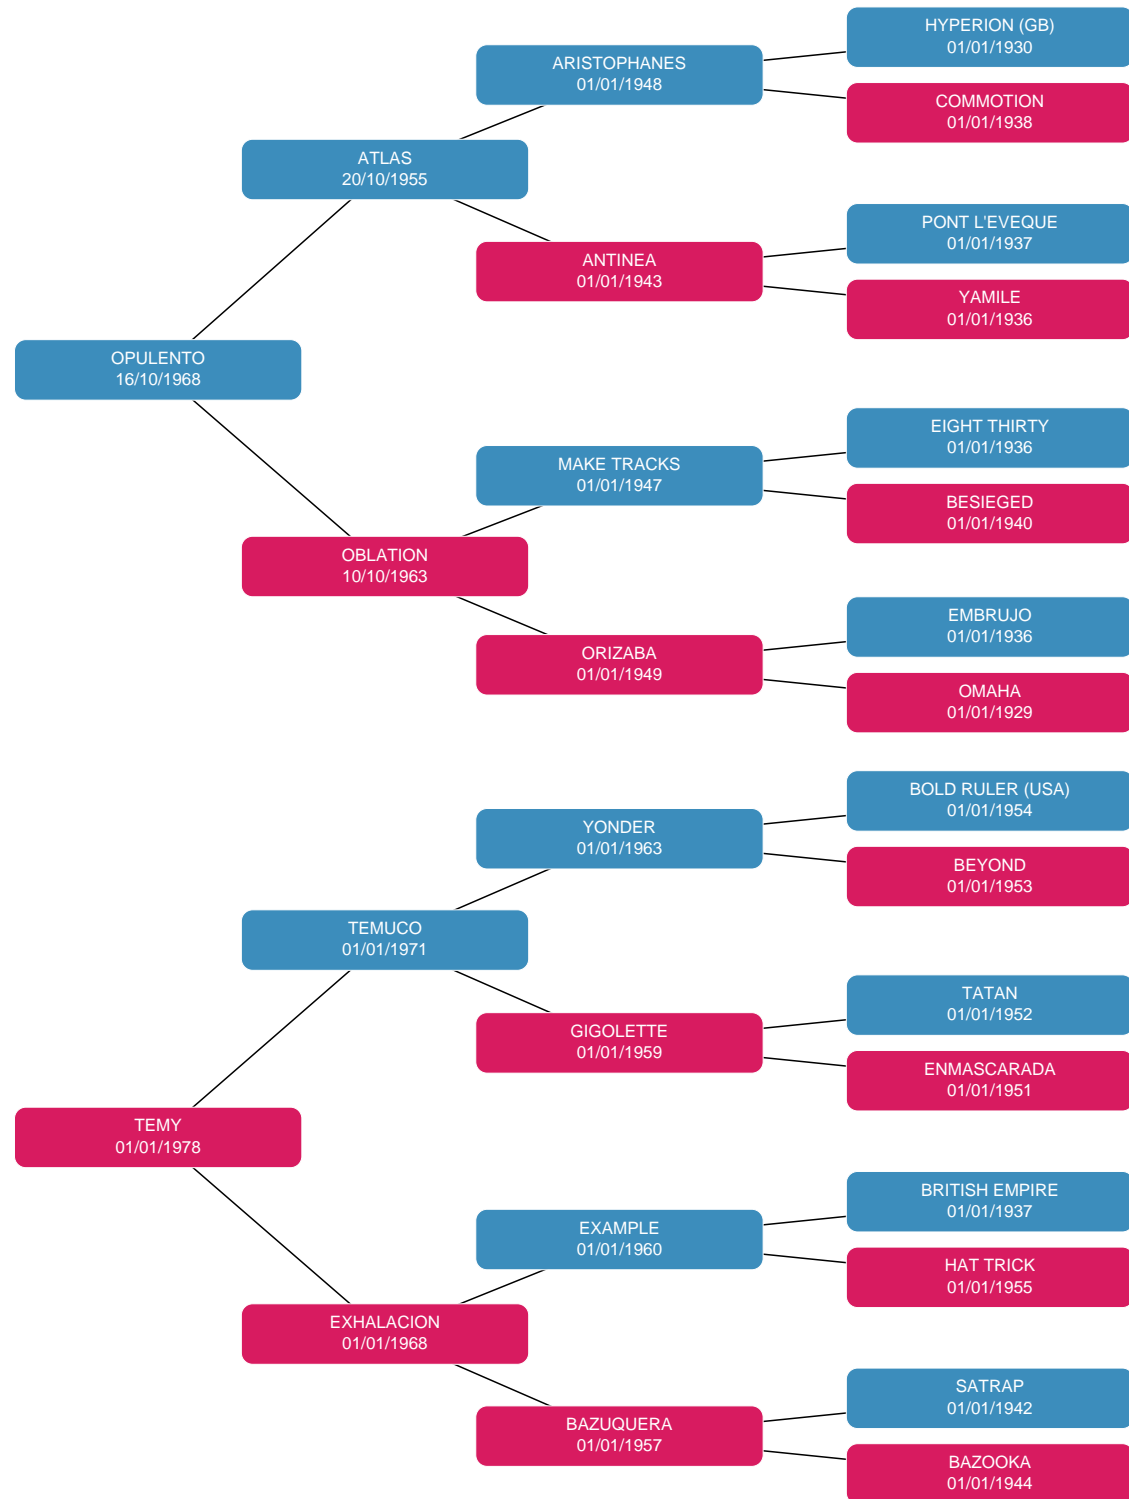 HYPERION (GB)
01/01/1930
ARISTOPHANES
01/01/1948
COMMOTION
01/01/1938
ATLAS
20/10/1955
PONT L'EVEQUE
01/01/1937
ANTINEA
01/01/1943
YAMILE
01/01/1936
OPULENTO
16/10/1968
EIGHT THIRTY
01/01/1936
MAKE TRACKS
01/01/1947
BESIEGED
01/01/1940
OBLATION
10/10/1963
EMBRUJO
01/01/1936
ORIZABA
01/01/1949
OMAHA
01/01/1929
BOLD RULER (USA)
01/01/1954
YONDER
01/01/1963
BEYOND
01/01/1953
TEMUCO
01/01/1971
TATAN
01/01/1952
GIGOLETTE
01/01/1959
ENMASCARADA
01/01/1951
TEMY
01/01/1978
BRITISH EMPIRE
01/01/1937
EXAMPLE
01/01/1960
HAT TRICK
01/01/1955
EXHALACION
01/01/1968
SATRAP
01/01/1942
BAZUQUERA
01/01/1957
BAZOOKA
01/01/1944